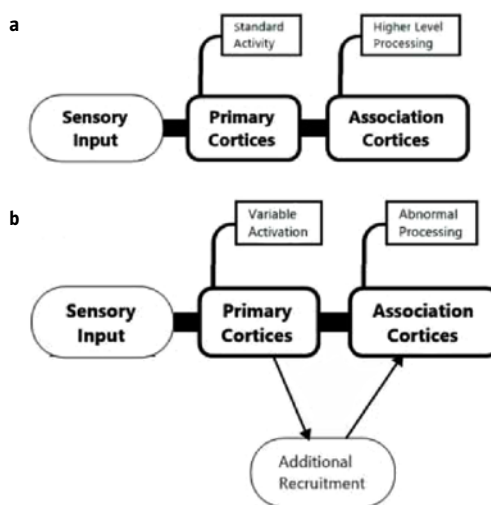 a
Standard
Activity
Higher Level
Processing
Sensory
Input
Primary
Cortices
Association
Cortices
b
Variable
Activation
Abnormal
Processing
Sensory
Input
Primary
Cortices
Association
Cortices
Additional
Recruitment